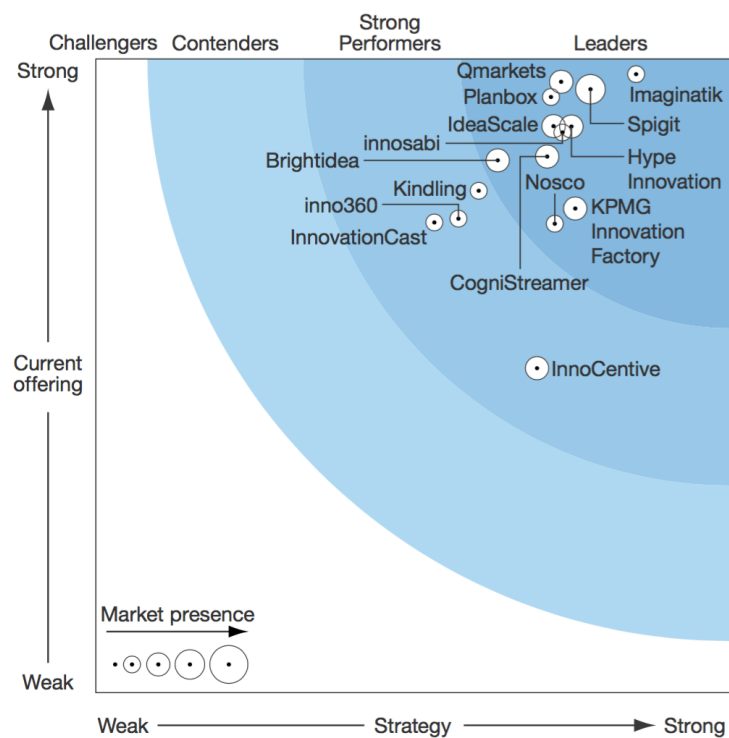 Strong
Challengers Contenders Performers Leaders
Strong
Qmarkets
Planbox
Imaginatik
IdeaScale
Spigit
innosabi
Brightidea
Hype
Innovation
Kindling
Nosco
inno360
KPMG
Innovation
Factory
InnovationCast
CogniStreamer
Current
offering
InnoCentive
Market presence
Weak
Weak
Strategy
Strong